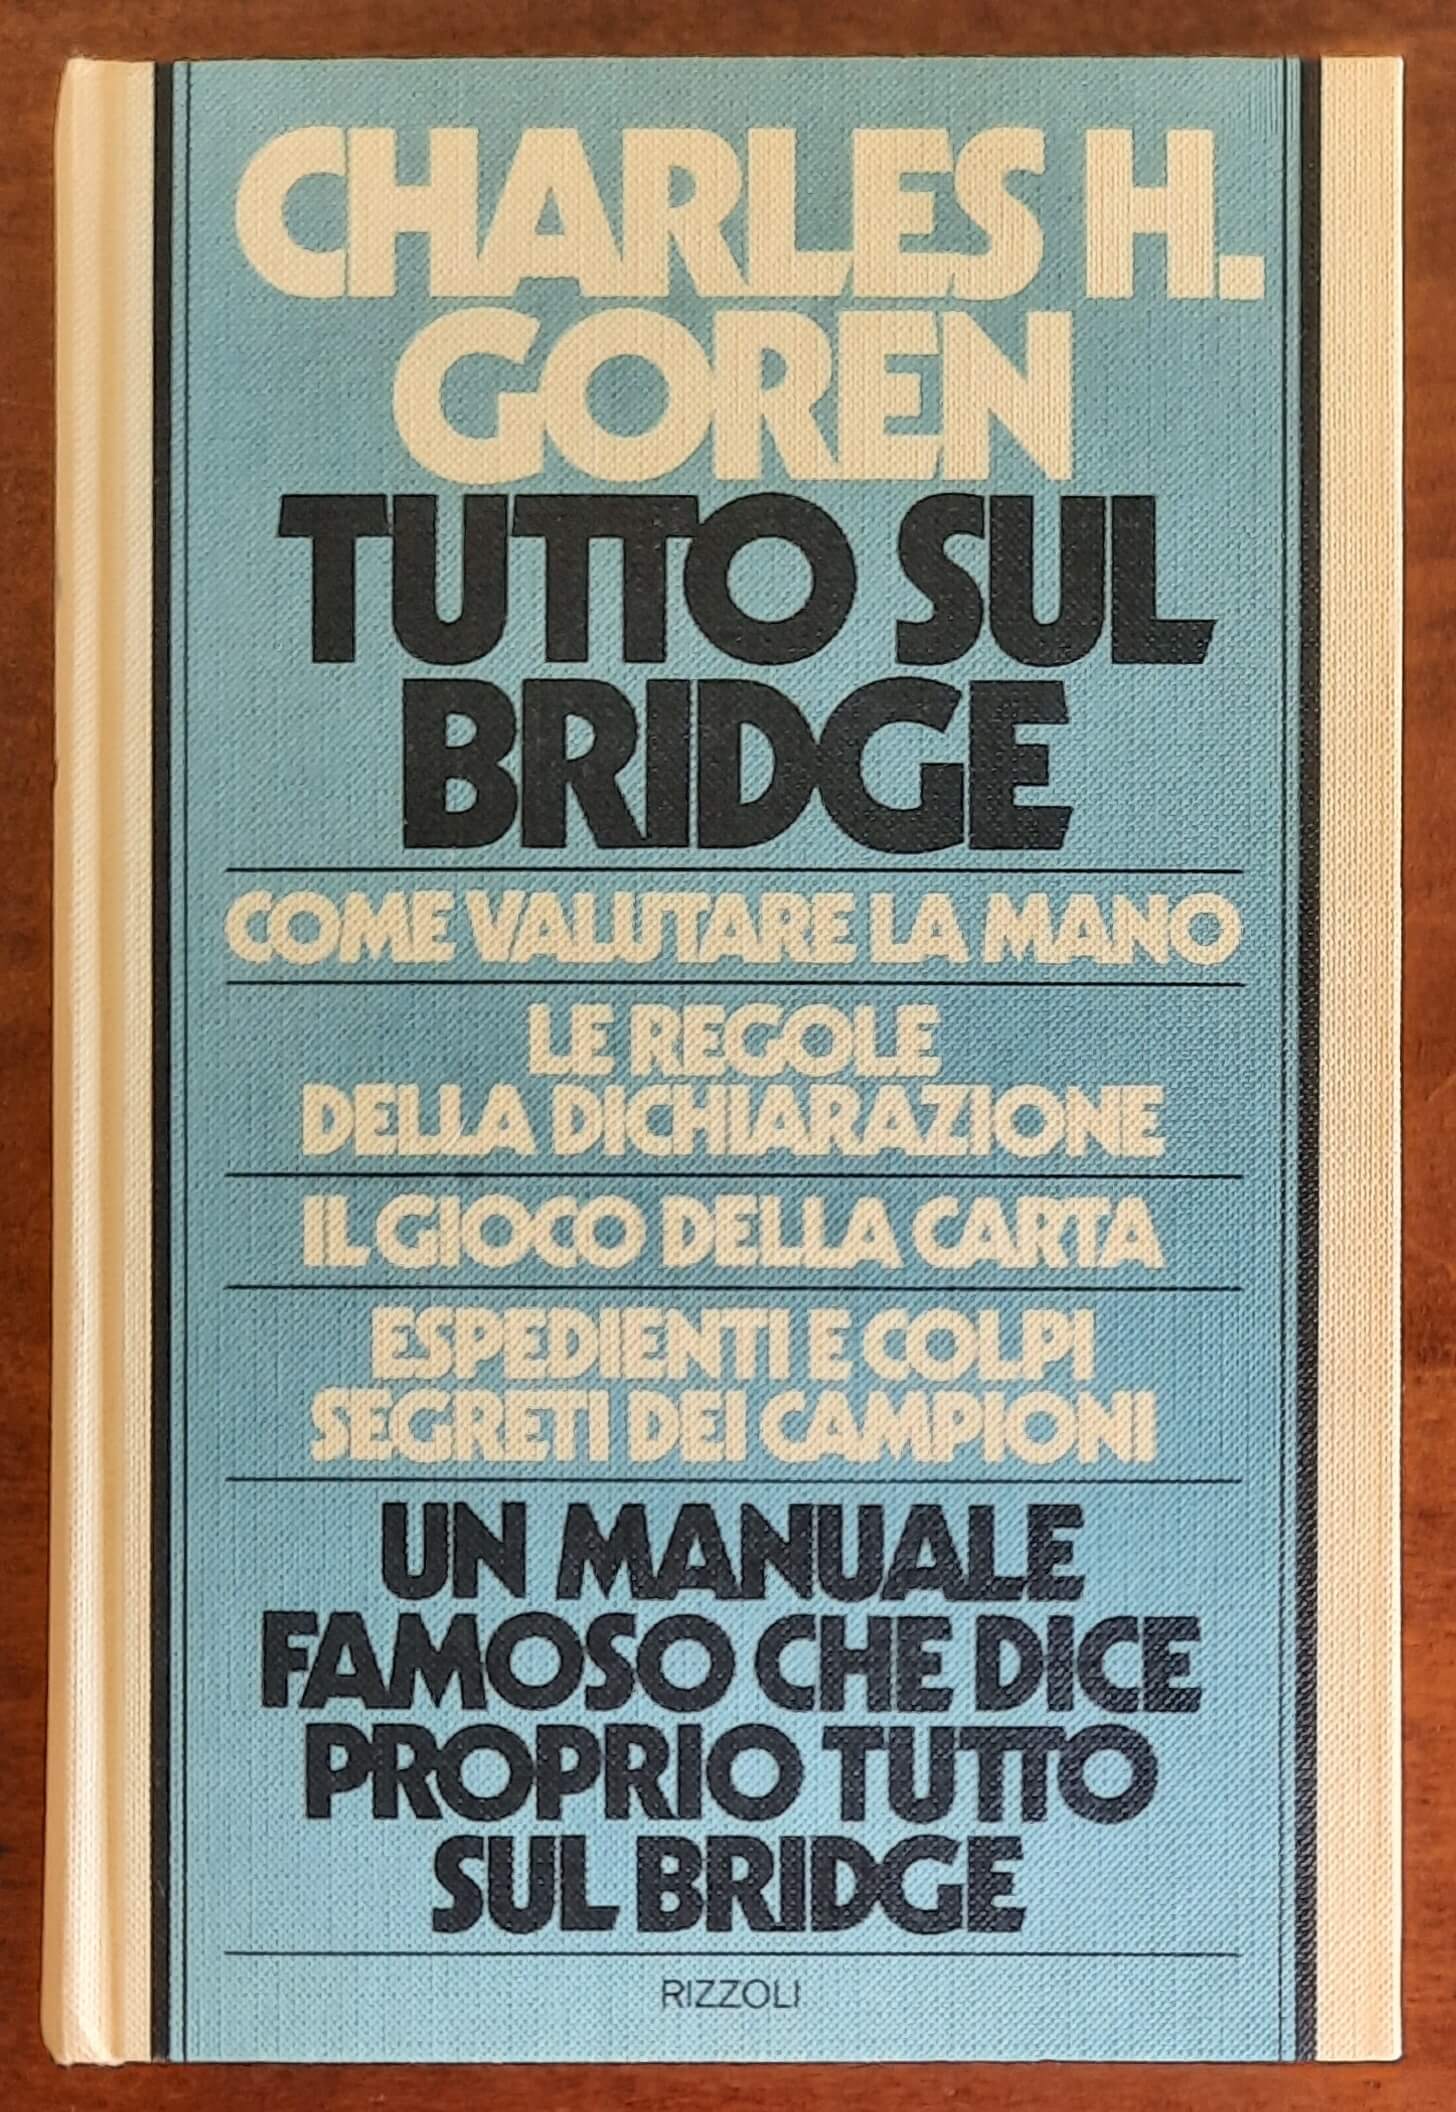 CHARLES H.
GOREN
TUTTO SUL
BRIDGE
COME VALUTARE LA MANO
LE REGOLE
DELLA DICHIARAZIONE
IL GIOCO DELLA CARTA
ESPEDIENTI E COLPI
SEGRETI DEI CAMPIONI
UN MANUALE
FAMOSO CHE DICE
PROPRIO TUTTO
SUL BRIDGE
RIZZOLI